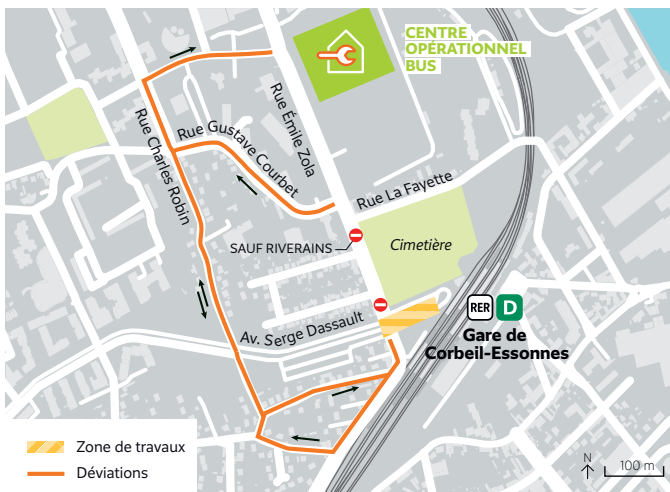 CENTRE
OPÉRATIONNEL
BUS
Rue Émile Zola
Rue Gustave Courbet
Rue Charles Robin
Rue La Fayette
SAUF RIVERAINS
Cimetière
RER D
Av. Serge Dassault
Gare de
Corbeil-Essonnes
Zone de travaux
Déviations
N
100 m